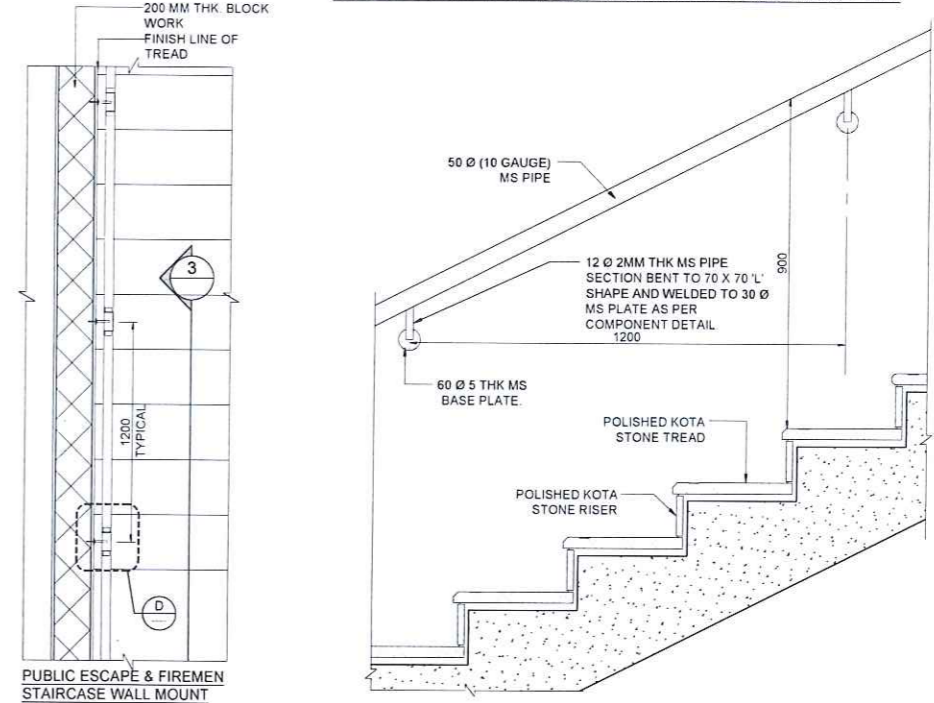 200 MM THK. BLOCK
WORK
FINISH LINE OF
TREAD
3
1200
TYPICAL
D
PUBLIC ESCAPE & FIREMEN
STAIRCASE WALL MOUNT
50 Ø (10 GAUGE)
MS PIPE
12 Ø 2MM THK MS PIPE
SECTION BENT TO 70 X 70 'L'
SHAPE AND WELDED TO 30 Ø
MS PLATE AS PER
COMPONENT DETAIL
1200
900
60 Ø 5 THK MS
BASE PLATE.
POLISHED KOTA
STONE TREAD
POLISHED KOTA
STONE RISER